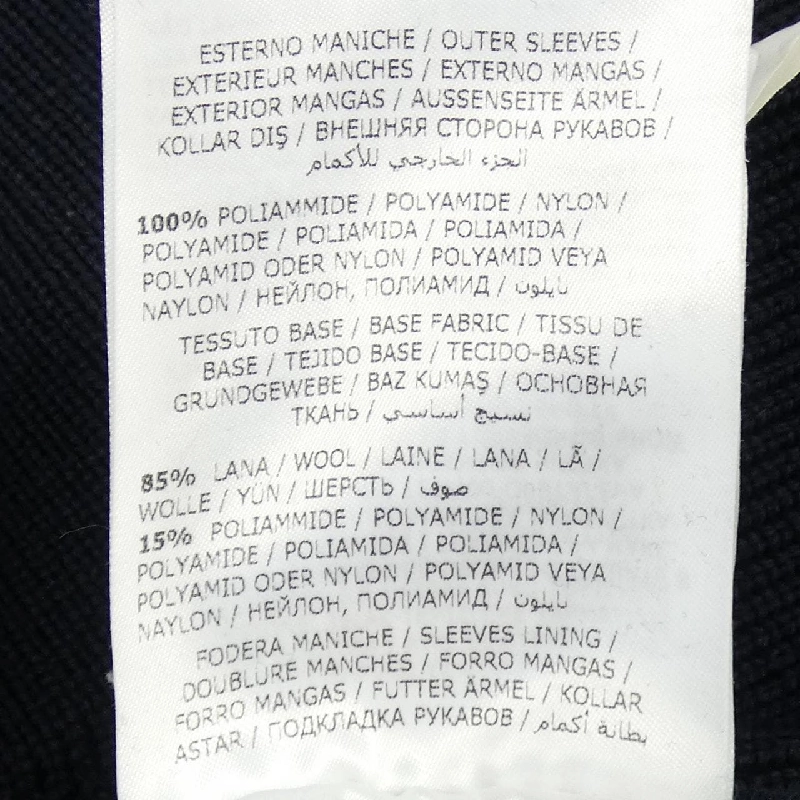 ESTERNO MANICHE / OUTER SLEEVES /
EXTERIEUR MANCHES / EXTERNO MANGAS /
EXTERIOR MANGAS / AUSSENSEITE ÄRMEL /
KOLLAR DIŞ / ВНЕШНЯЯ СТОРОНА РУКАВОВ /
الجزء الخارجي للأكمام
100% POLIAMMIDE / POLYAMIDE / NYLON /
POLYAMIDE / POLIAMIDA / POLIAMIDA /
POLYAMID ODER NYLON / POLYAMID VEYA
NAYLON / НЕЙЛОН, ПОЛИАМИД / نايلون
TESSUTO BASE / BASE FABRIC / TISSU DE
BASE / TEJIDO BASE / TECIDO-BASE /
GRUNDGEWEBE / BAZ KUMAŞ / ОСНОВНАЯ
ТКАНЬ / نسيج أساسي
85% LANA / WOOL / LAINE / LANA / LÃ /
WOLLE / YÜN / ШЕРСТЬ / صوف
15% POLIAMMIDE / POLYAMIDE / NYLON /
POLYAMIDE / POLIAMIDA / POLIAMIDA /
POLYAMID ODER NYLON / POLYAMID VEYA
NAYLON / НЕЙЛОН, ПОЛИАМИД / نايلون
FODERA MANICHE / SLEEVES LINING /
DOUBLURE MANCHES / FORRO MANGAS /
FORRO MANGAS / FUTTER ÄRMEL / KOLLAR
ASTAR / ПОДКЛАДКА РУКАВОВ / بطانة أكمام